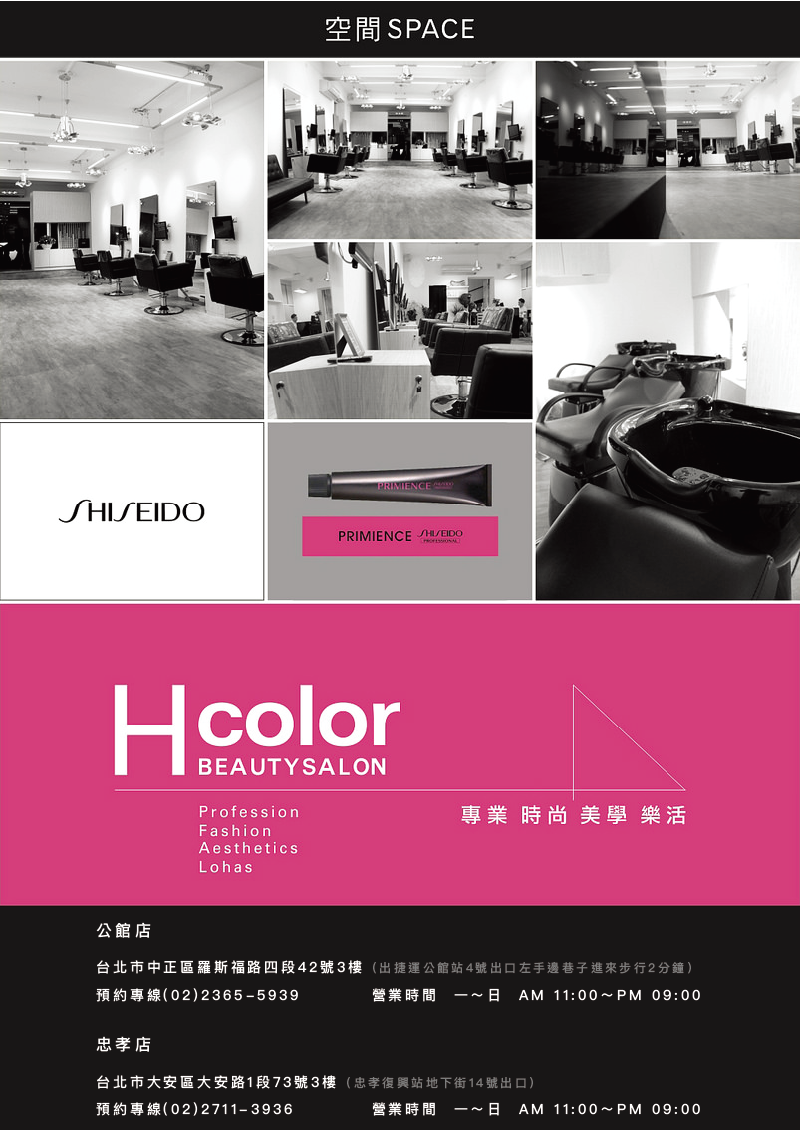 空間SPACE
SHISEIDO
PRIMIENCE SHISEIDO
PRIMIENCE SHISEIDO
PROFESSIONAL
Hcolor
BEAUTYSALON
Profession
Fashion
Aesthetics
Lohas
專業 時尚 美學 樂活
公館店
台北市中正區羅斯福路四段42號3樓 (出捷運公館站4號出口左手邊巷子進來步行2分鐘)
預約專線(02)2365-5939 營業時間 一～日 AM 11:00～PM 09:00
忠孝店
台北市大安區大安路1段73號3樓 (忠孝復興站地下街14號出口)
預約專線(02)2711-3936 營業時間 一～日 AM 11:00～PM 09:00